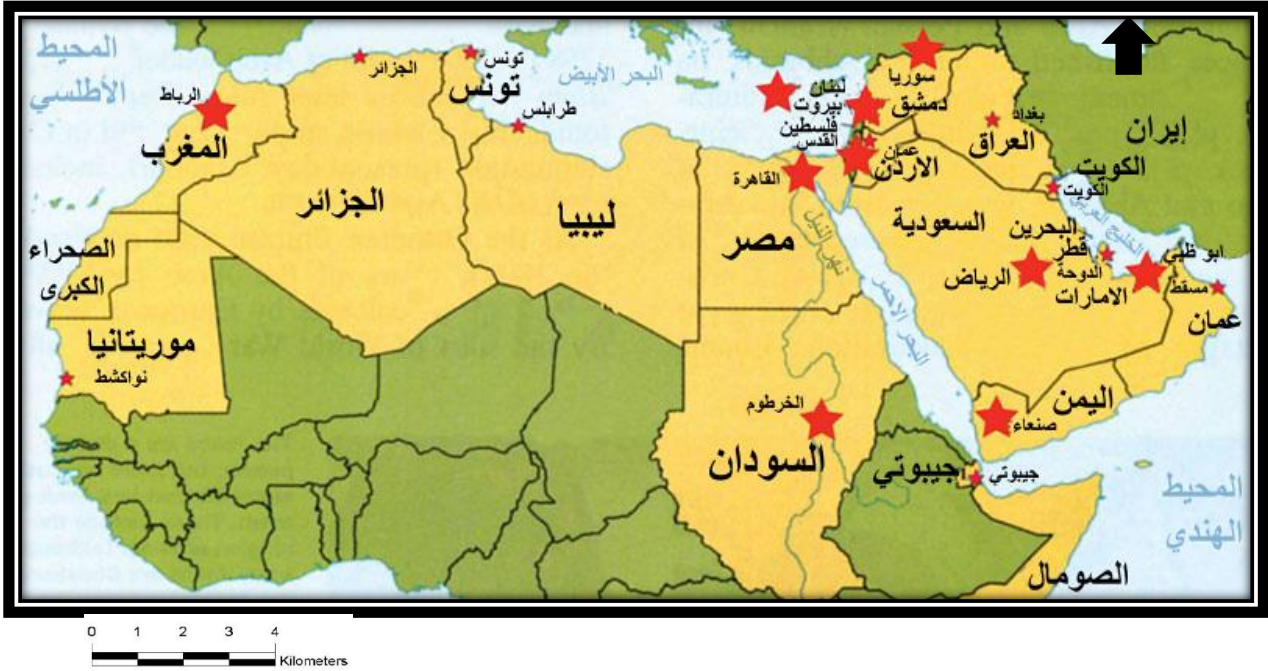 المحيط
الأطلسي
الرباط
المغرب
الجزائر
الجزائر
تونس
تونس
طرابلس
ليبيا
البحر الأبيض
لبنان
بيروت
فلسطين
القدس
سوريا
دمشق
عمان
الاردن
بغداد
العراق
إيران
الكويت
الكويت
القاهرة
مصر
نهر النيل
السعودية
الرياض
البحرين
قطر
الدوحة
الخليج العربي
ابو ظبي
الامارات
مسقط
عمان
البحر الاحمر
اليمن
صنعاء
الصحراء
الكبرى
موريتانيا
نواكشط
الخرطوم
السودان
جيبوتي
جيبوتي
الصومال
المحيط
الهندي
0 1 2 3 4
Kilometers